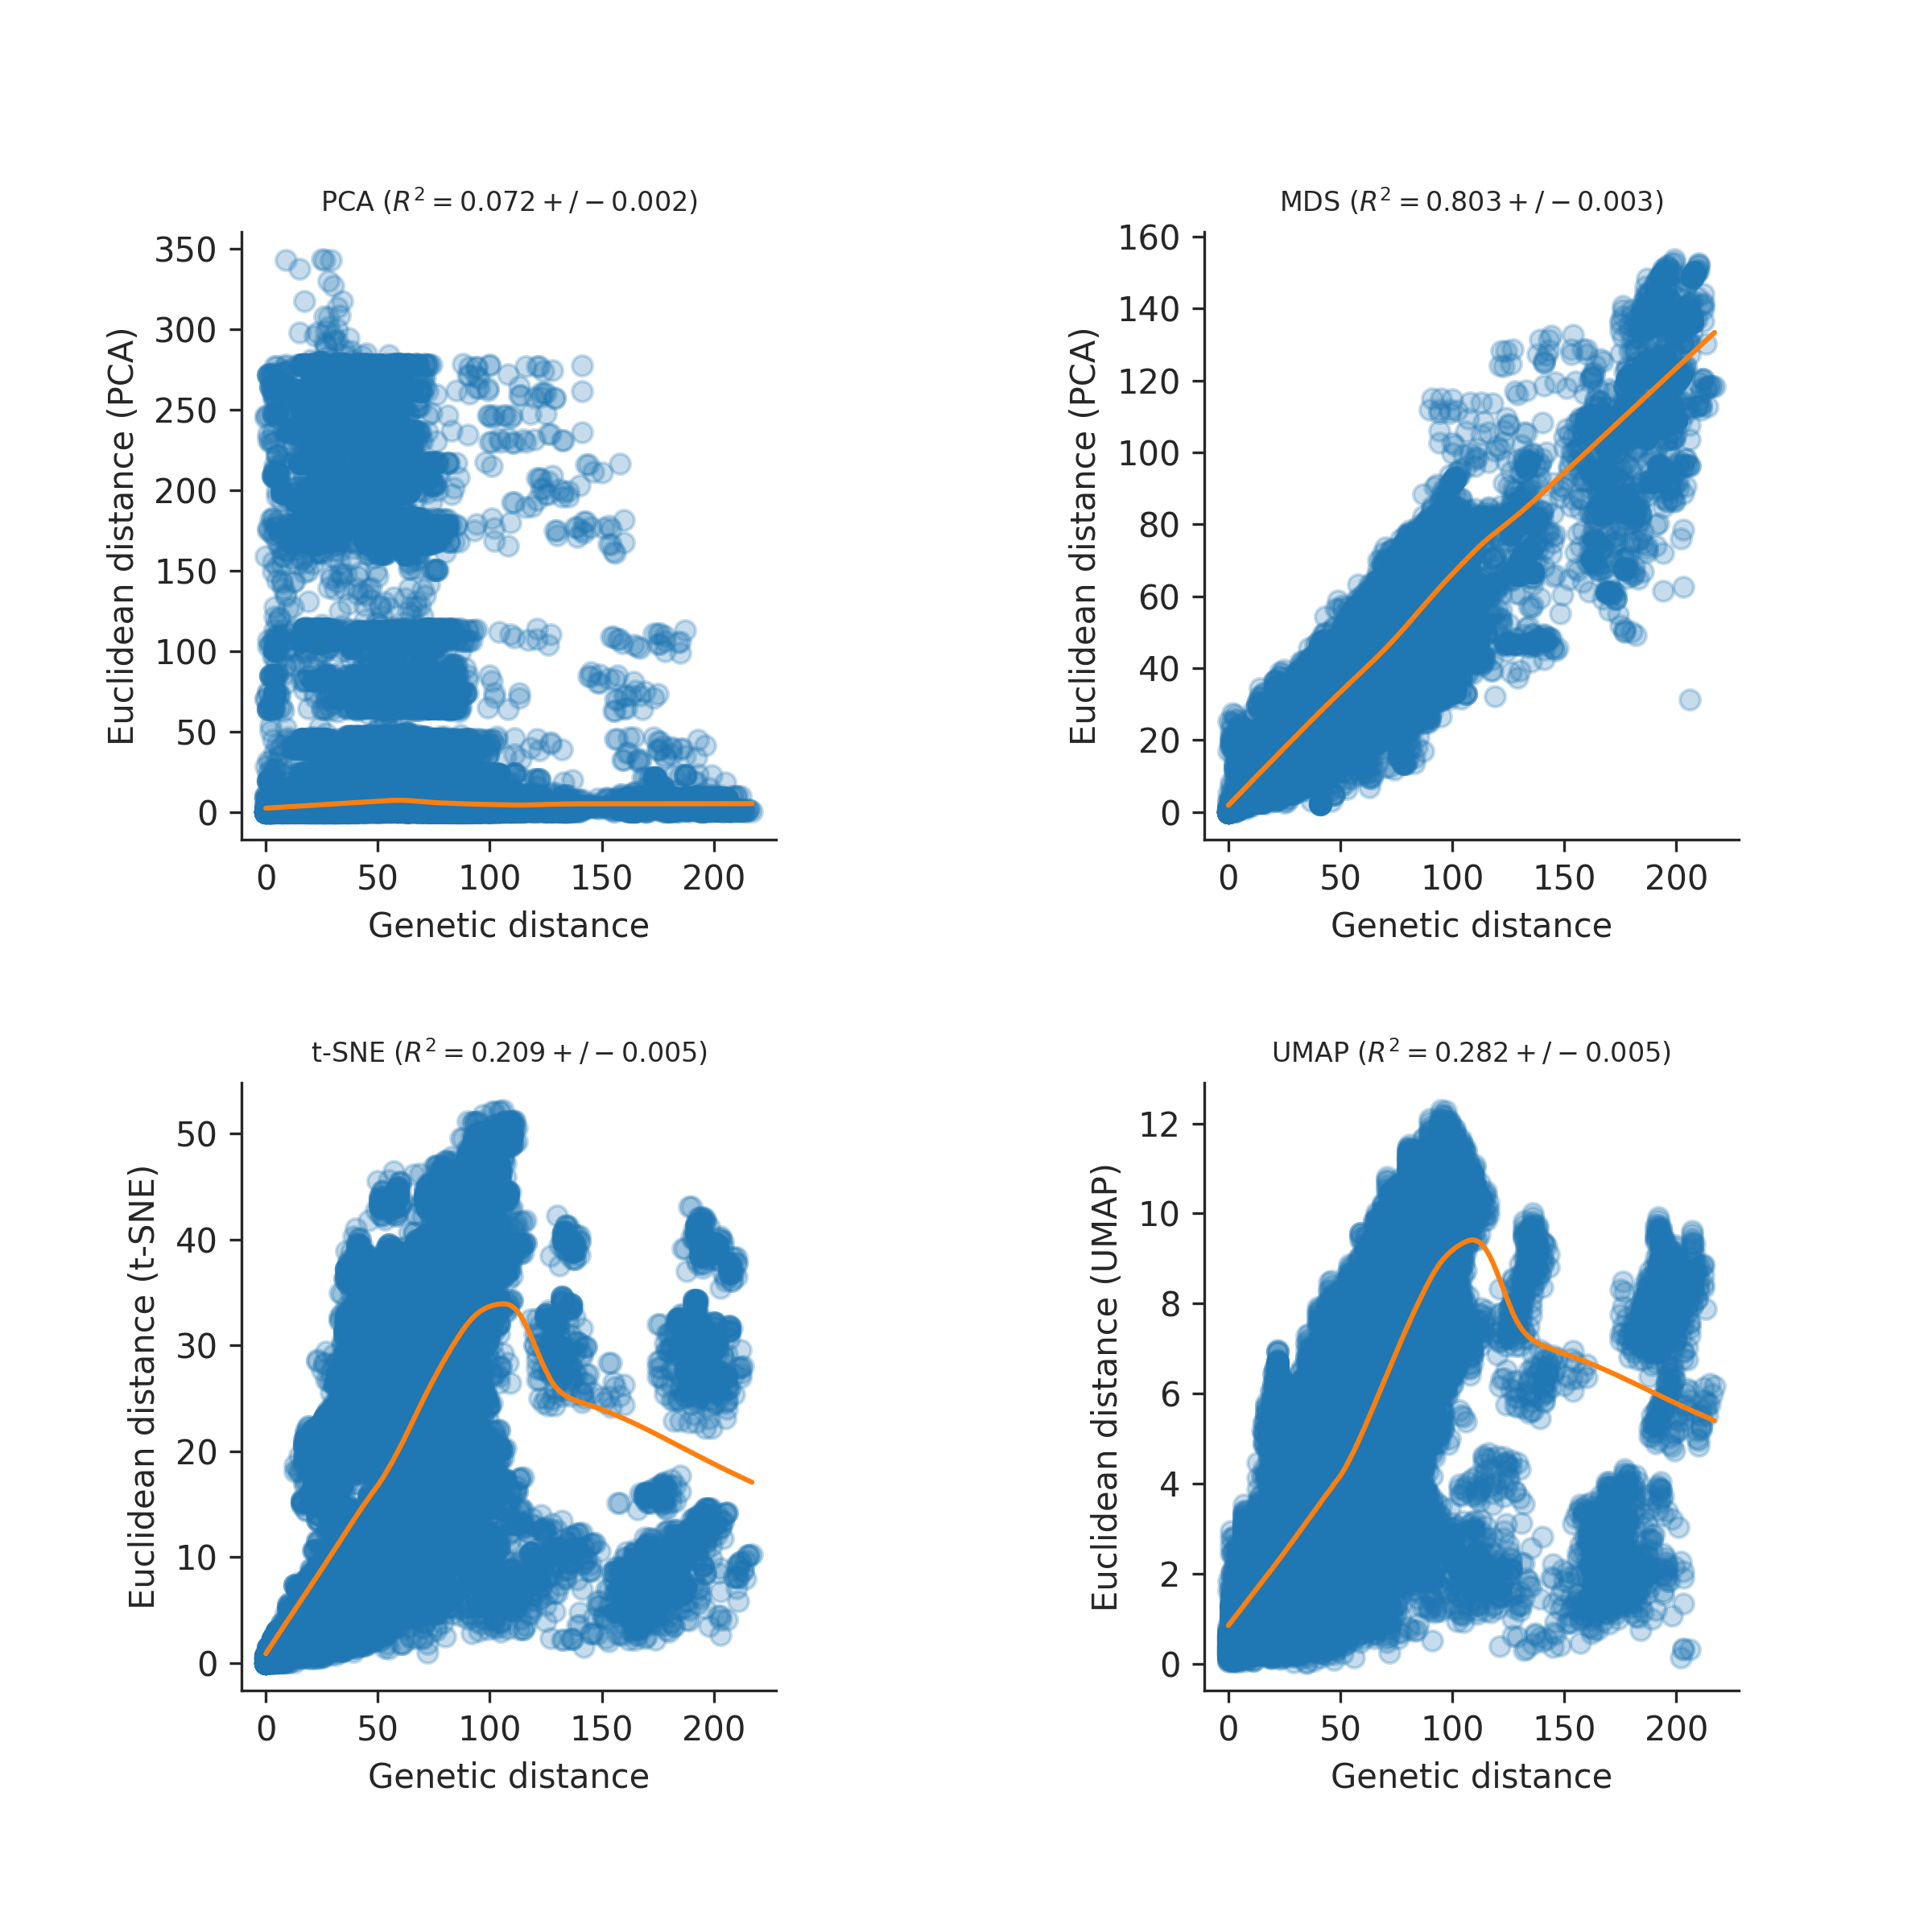 PCA (R² = 0.072 + / − 0.002)
Euclidean distance (PCA)
350
300
250
200
150
100
50
0
0 50 100 150 200
Genetic distance
MDS (R² = 0.803 + / − 0.003)
Euclidean distance (PCA)
160
140
120
100
80
60
40
20
0
0 50 100 150 200
Genetic distance
t-SNE (R² = 0.209 + / − 0.005)
Euclidean distance (t-SNE)
50
40
30
20
10
0
0 50 100 150 200
Genetic distance
UMAP (R² = 0.282 + / − 0.005)
Euclidean distance (UMAP)
12
10
8
6
4
2
0
0 50 100 150 200
Genetic distance